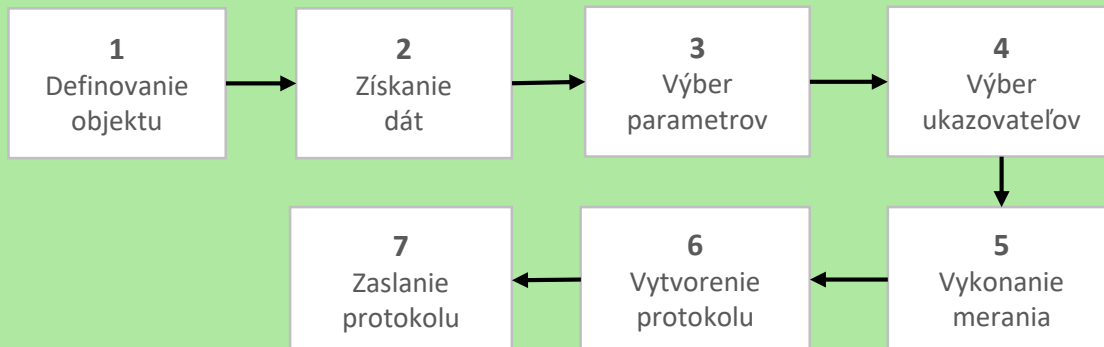 1
Definovanie
objektu
2
Získanie
dát
3
Výber
parametrov
4
Výber
ukazovateľov
5
Vykonanie
merania
6
Vytvorenie
protokolu
7
Zaslanie
protokolu